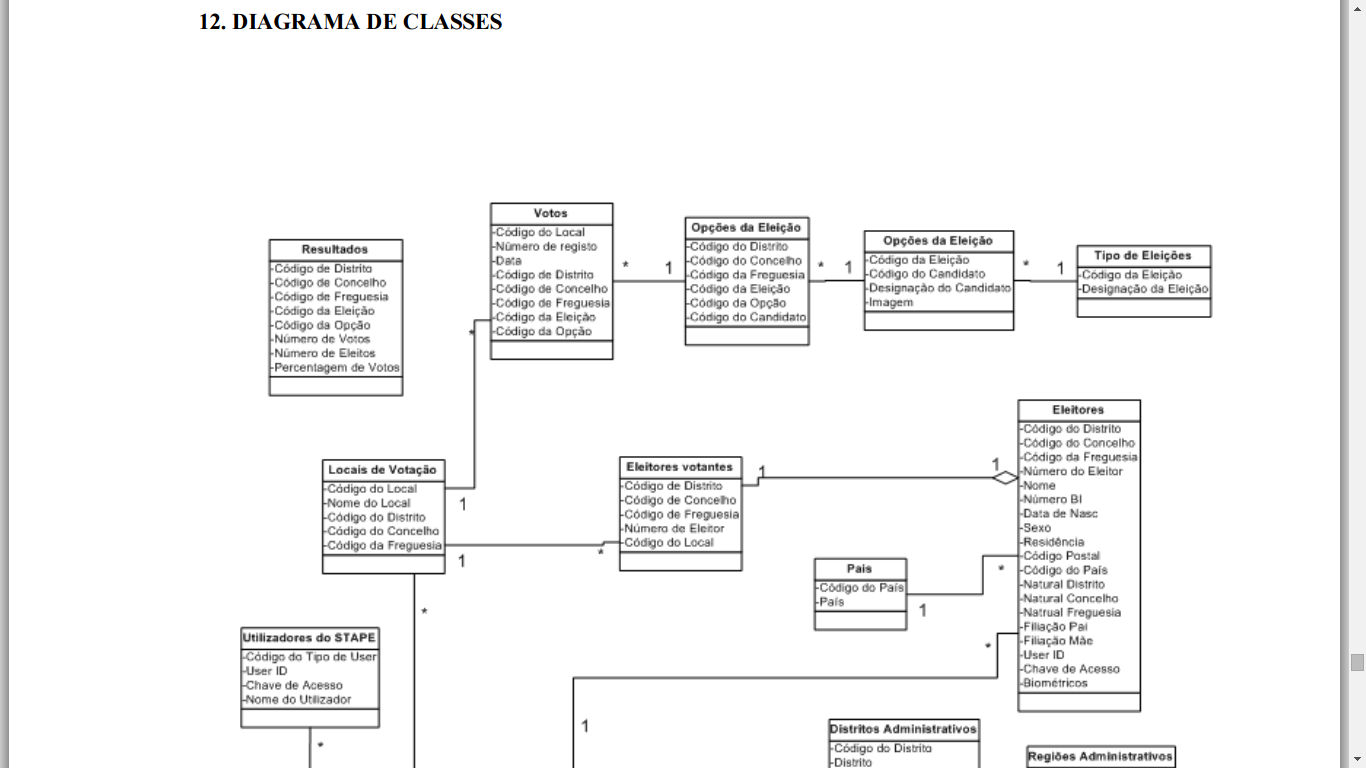 12. DIAGRAMA DE CLASSES
Votos
-Código do Local
-Número de registo
-Data
-Código de Distrito
-Código de Concelho
-Código de Freguesia
-Código da Eleição
-Código da Opção
Opções da Eleição
-Código do Distrito
-Código do Concelho
-Código da Freguesia
-Código da Eleição
-Código da Opção
-Código do Candidato
Opções da Eleição
-Código da Eleição
-Código do Candidato
-Designação do Candidato
-Imagem
Tipo de Eleições
-Código da Eleição
-Designação da Eleição
Resultados
-Código de Distrito
-Código de Concelho
-Código de Freguesia
-Código da Eleição
-Código da Opção
-Número de Votos
-Número de Eleitos
-Percentagem de Votos
* 1
* 1
* 1
*
Eleitores
-Código do Distrito
-Código do Concelho
-Código da Freguesia
-Número do Eleitor
-Nome
-Número BI
-Data de Nasc
-Sexo
-Residência
-Código Postal
-Código do País
-Natural Distrito
-Natural Concelho
-Natrual Freguesia
-Filiação Pai
-Filiação Mãe
-User ID
-Chave de Acesso
-Biométricos
Locais de Votação
-Código do Local
-Nome do Local
-Código do Distrito
-Código do Concelho
-Código da Freguesia
1
1
*
Eleitores votantes
-Código de Distrito
-Código de Concelho
-Código de Freguesia
-Número de Eleitor
-Código do Local
1
1
*
Pais
-Código do País
-País
1
*
*
1
Utilizadores do STAPE
-Código do Tipo de User
-User ID
-Chave de Acesso
-Nome do Utilizador
*
Distritos Administrativos
-Código do Distrito
-Distrito
Regiões Administrativos